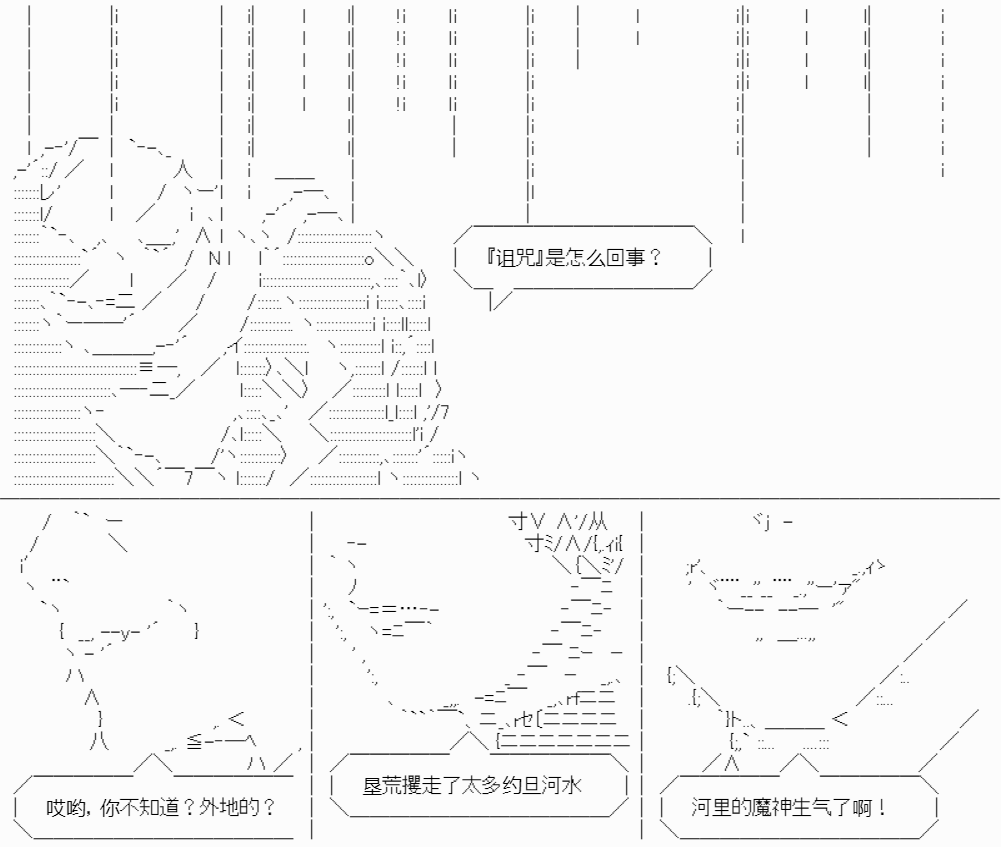 『诅咒』是怎么回事？
哎哟，你不知道？外地的？
垦荒攫走了太多约旦河水
河里的魔神生气了啊！